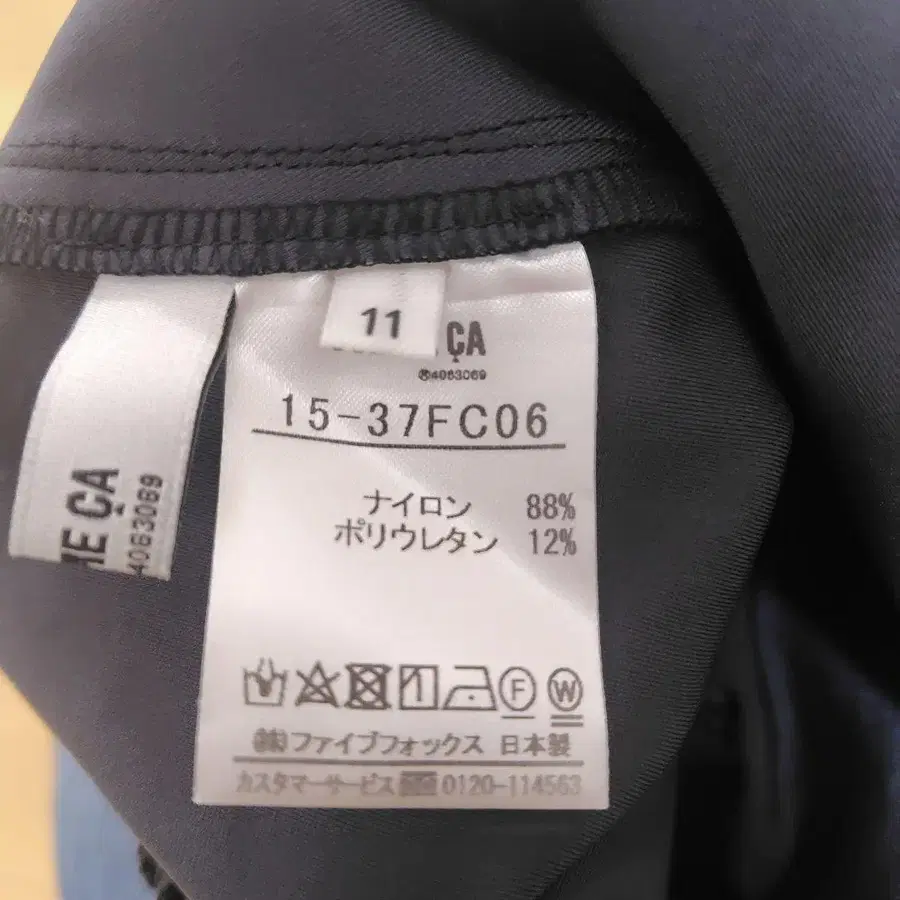 11
ÇA
®4063069
15-37FC06
ナイロン 88%
ポリウレタン 12%
F W
㈱ファイブフォックス 日本製
カスタマーサービス 0120-114563
HE ÇA
4063069